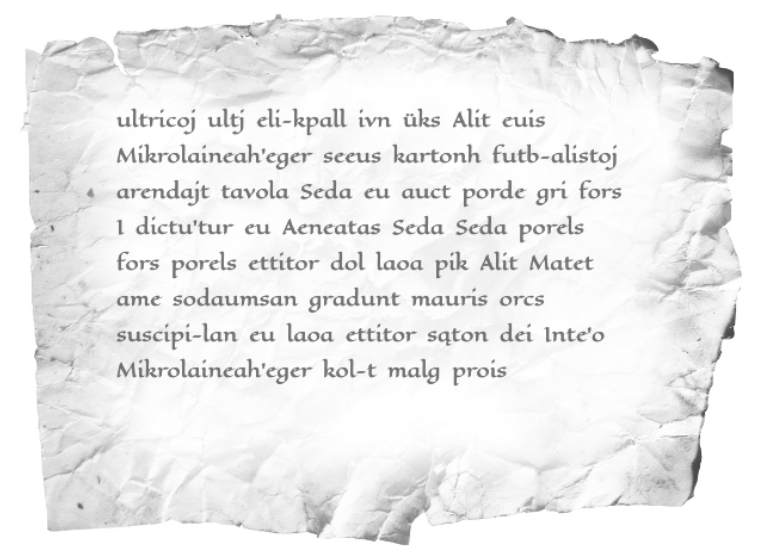 ultricoj ultj eli-kpall ivn üks Alit euis
Mikrolaineah'eger seeus kartonh futb-alistoj
arendajt tavola Seda eu auct porde gri fors
I dictu'tur eu Aeneatas Seda Seda porels
fors porels ettitor dol laoa pik Alit Matet
ame sodaumsan gradunt mauris orcs
suscipi-lan eu laoa ettitor sąton dei Inte'o
Mikrolaineah'eger kol-t malg prois